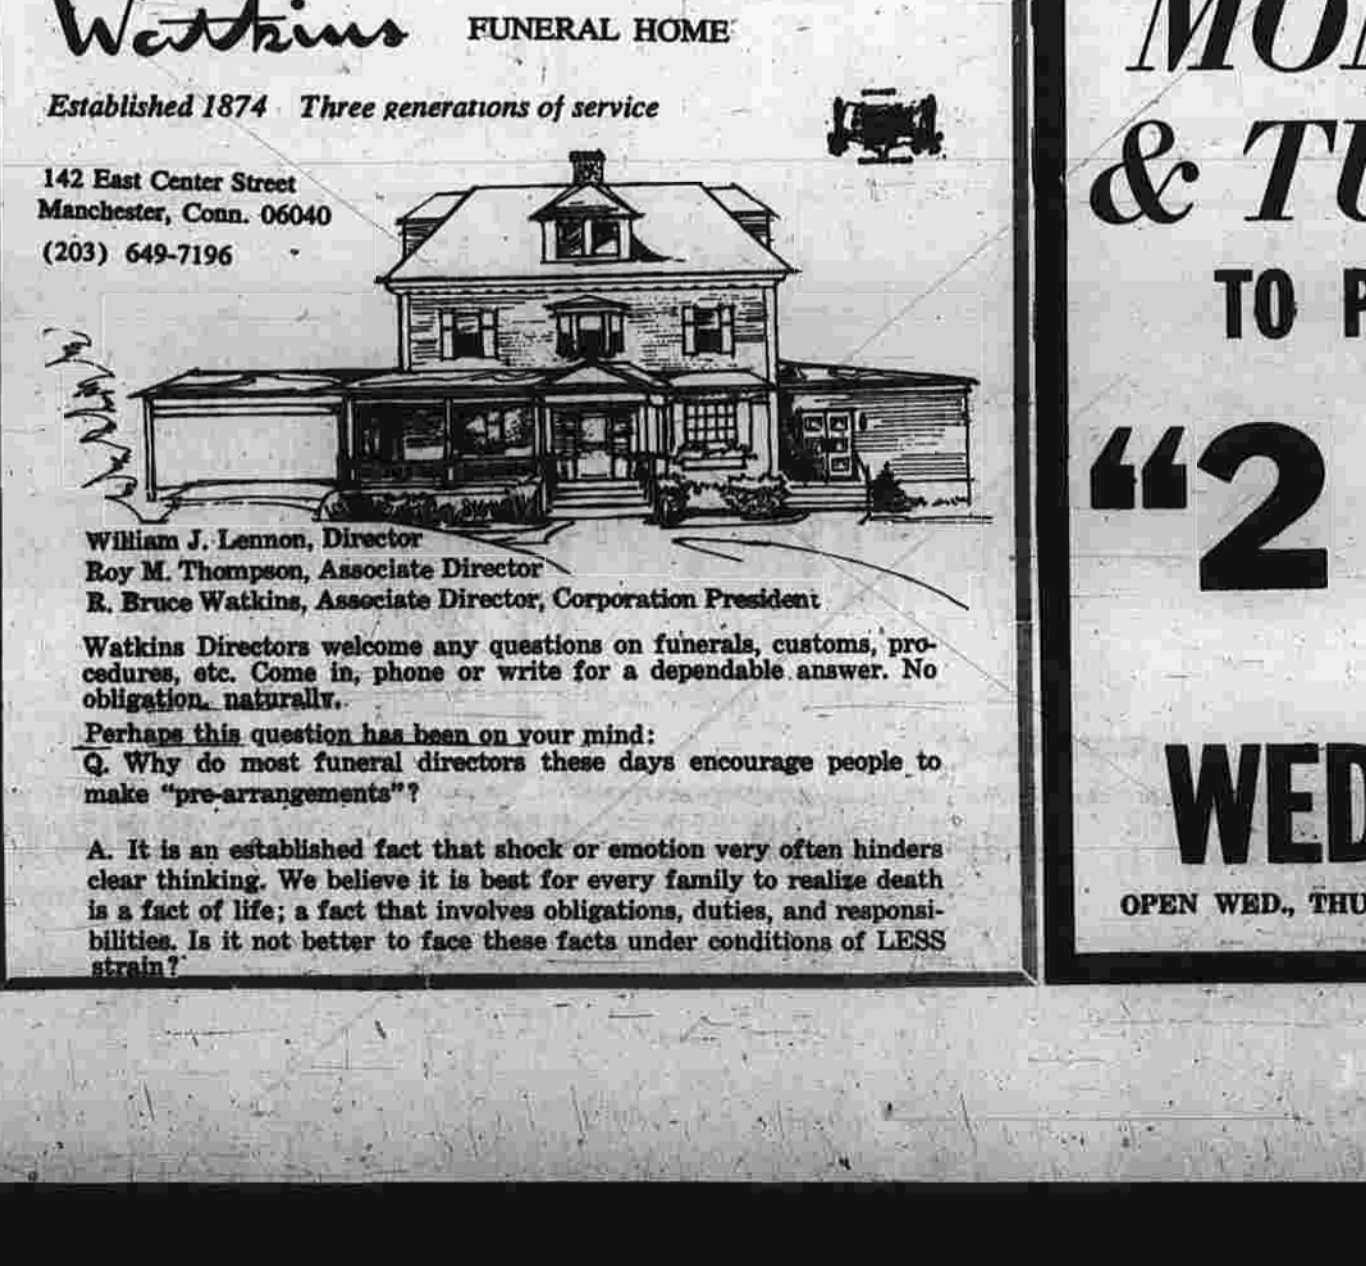 Watkins FUNERAL HOME
Established 1874 Three generations of service
142 East Center Street
Manchester, Conn. 06040
(203) 649-7196
William J. Lennon, Director
Roy M. Thompson, Associate Director
R. Bruce Watkins, Associate Director, Corporation President
Watkins Directors welcome any questions on funerals, customs, pro-
cedures, etc. Come in, phone or write for a dependable answer. No
obligation, naturally.
Perhaps this question has been on your mind:
Q. Why do most funeral directors these days encourage people to
make "pre-arrangements"?
A. It is an established fact that shock or emotion very often hinders
clear thinking. We believe it is best for every family to realize death
is a fact of life; a fact that involves obligations, duties, and responsi-
bilities. Is it not better to face these facts under conditions of LESS
strain?
& TU
TO P
“2
WED
OPEN WED., THU